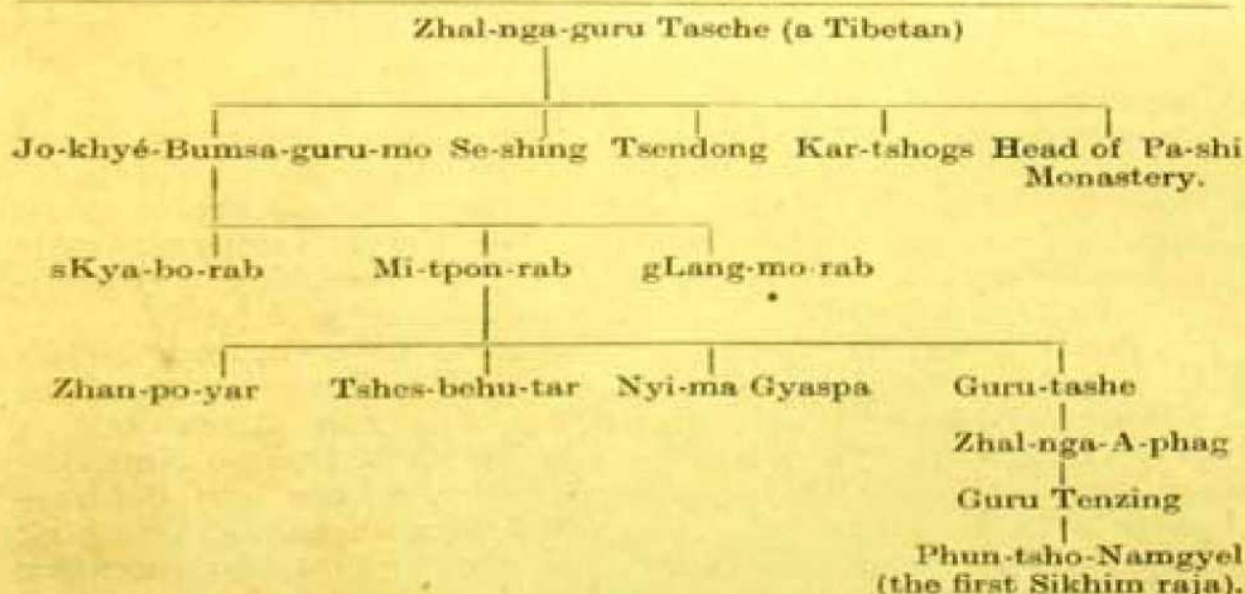 Zhal-nga-guru Tasche (a Tibetan)
Jo-khyé-Bumsa-guru-mo Se-shing Tsendong Kar-tshogs Head of Pa-shi
Monastery.
sKya-bo-rab Mi-tpon-rab gLang-mo-rab
Zhan-po-yar Tshes-behu-tar Nyi-ma Gyaspa Guru-tashe
Zhal-nga-A-phag
Guru Tenzing
Phun-tsho-Namgyel
(the first Sikhim raja).